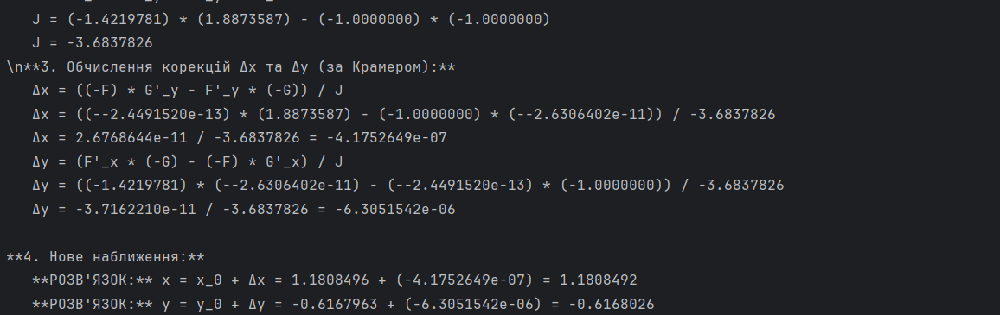 J = (-1.4219781) * (1.8873587) - (-1.0000000) * (-1.0000000)
J = -3.6837826
\n**3. Обчислення корекцій Δx та Δy (за Крамером):**
Δx = ((-F) * G'_y - F'_y * (-G)) / J
Δx = ((--2.4491520e-13) * (1.8873587) - (-1.0000000) * (--2.6306402e-11)) / -3.6837826
Δx = 2.6768644e-11 / -3.6837826 = -4.1752649e-07
Δy = (F'_x * (-G) - (-F) * G'_x) / J
Δy = ((-1.4219781) * (--2.6306402e-11) - (--2.4491520e-13) * (-1.0000000)) / -3.6837826
Δy = -3.7162210e-11 / -3.6837826 = -6.3051542e-06
**4. Нове наближення:**
**РОЗВ'ЯЗОК:** x = x_0 + Δx = 1.1808496 + (-4.1752649e-07) = 1.1808492
**РОЗВ'ЯЗОК:** y = y_0 + Δy = -0.6167963 + (-6.3051542e-06) = -0.6168026